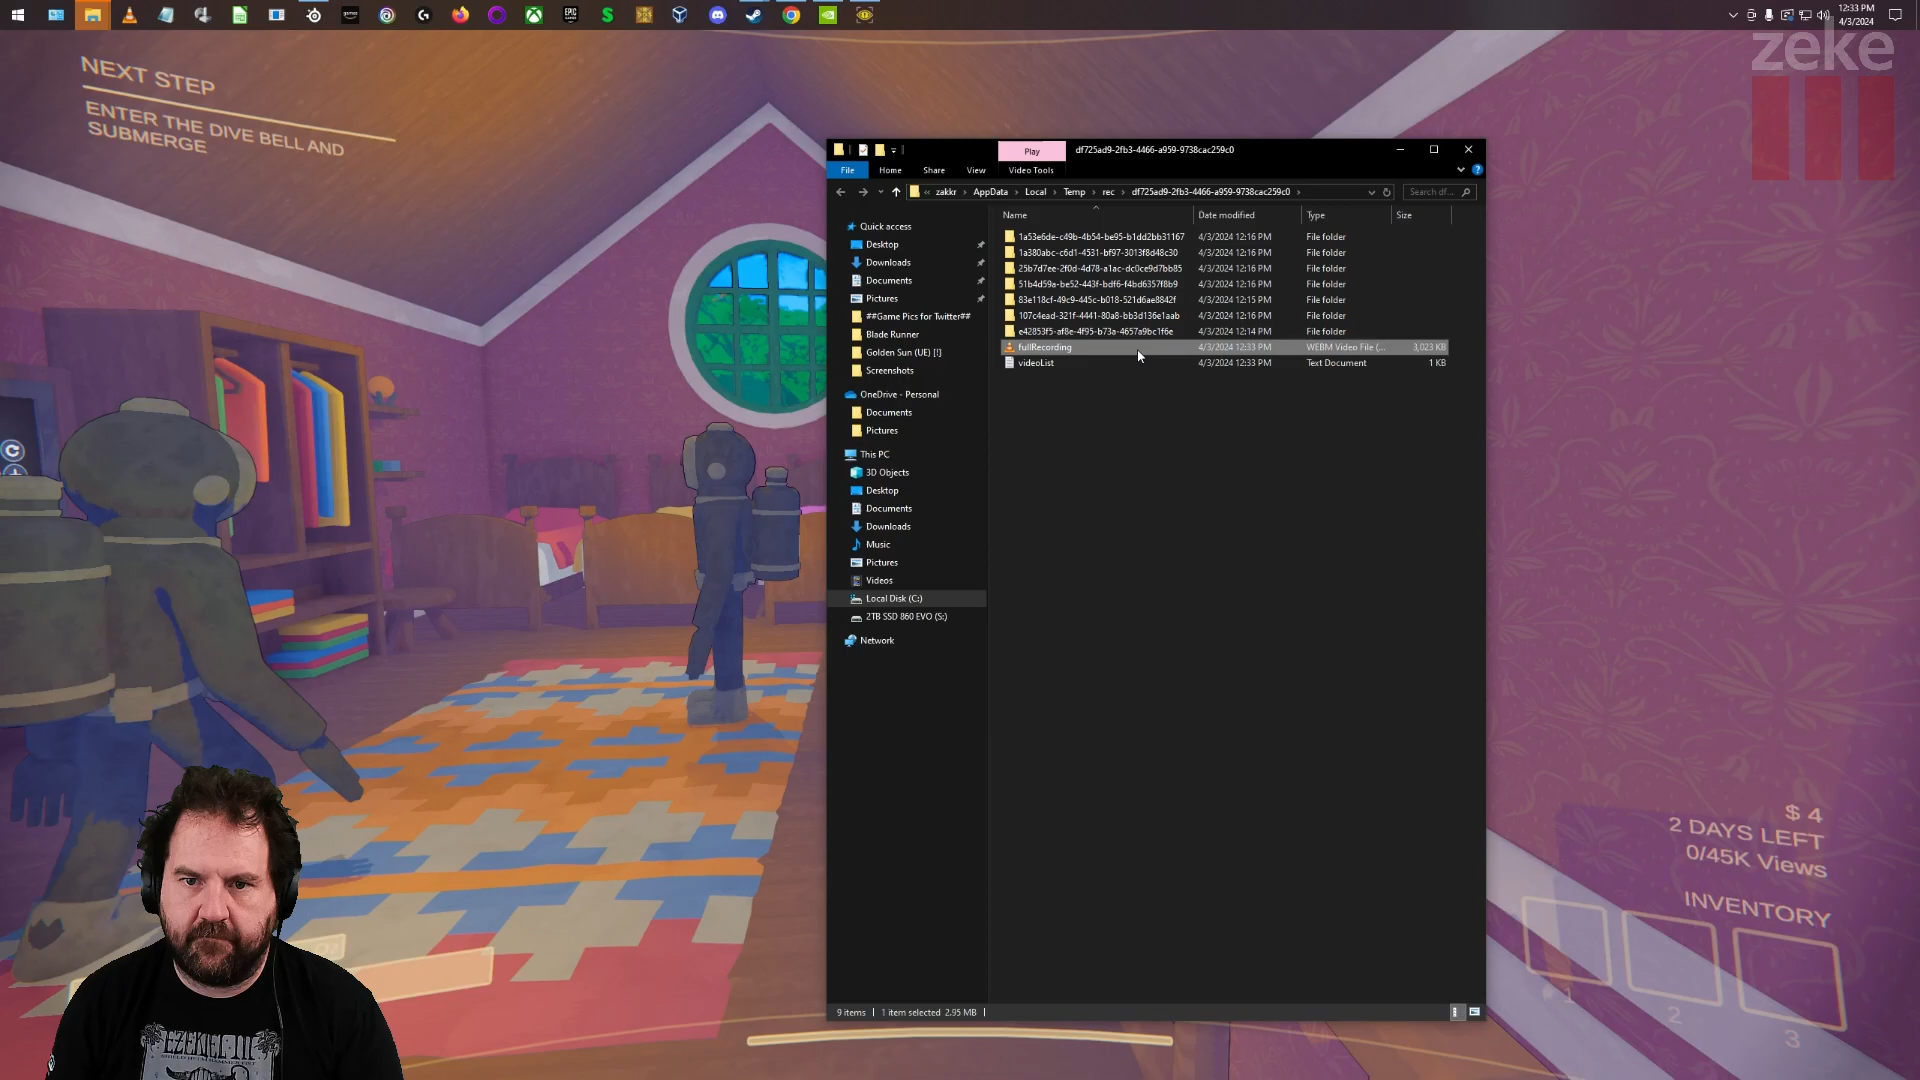 12:33 PM
4/3/2024
zeke
NEXT STEP
ENTER THE DIVE BELL AND
SUBMERGE
Play
df725ad9-2fb3-4466-a959-9738cac259c0
File
Home
Share
View
Video Tools
« zakkr › AppData › Local › Temp › rec › df725ad9-2fb3-4466-a959-9738cac259c0 ›
Search df...
Name
Date modified
Type
Size
Quick access
Desktop
Downloads
Documents
Pictures
##Game Pics for Twitter##
Blade Runner
Golden Sun (UE) [!]
Screenshots
OneDrive - Personal
Documents
Pictures
This PC
3D Objects
Desktop
Documents
Downloads
Music
Pictures
Videos
Local Disk (C:)
2TB SSD 860 EVO (S:)
Network
1a53e6de-c49b-4b54-be95-b1dd2bb31167 4/3/2024 12:16 PM File folder
1a380abc-c6d1-4531-bf97-3013f8d48c30 4/3/2024 12:16 PM File folder
25b7d7ee-2f0d-4d78-a1ac-dc0ce9d7bb85 4/3/2024 12:16 PM File folder
51b4d59a-be52-443f-bdf6-f4bd6357f8b9 4/3/2024 12:16 PM File folder
83e118cf-49c9-445c-b018-521d6ae8842f 4/3/2024 12:15 PM File folder
107c4ead-321f-4441-80a8-bb3d136e1aab 4/3/2024 12:16 PM File folder
e42853f5-af8e-4f95-b73a-4657a9bc1f6e 4/3/2024 12:14 PM File folder
fullRecording 4/3/2024 12:33 PM WEBM Video File (... 3,023 KB
videoList 4/3/2024 12:33 PM Text Document 1 KB
9 items
1 item selected 2.95 MB
$ 4
2 DAYS LEFT
0/45K Views
INVENTORY
1
2
3
EZEKIEL III